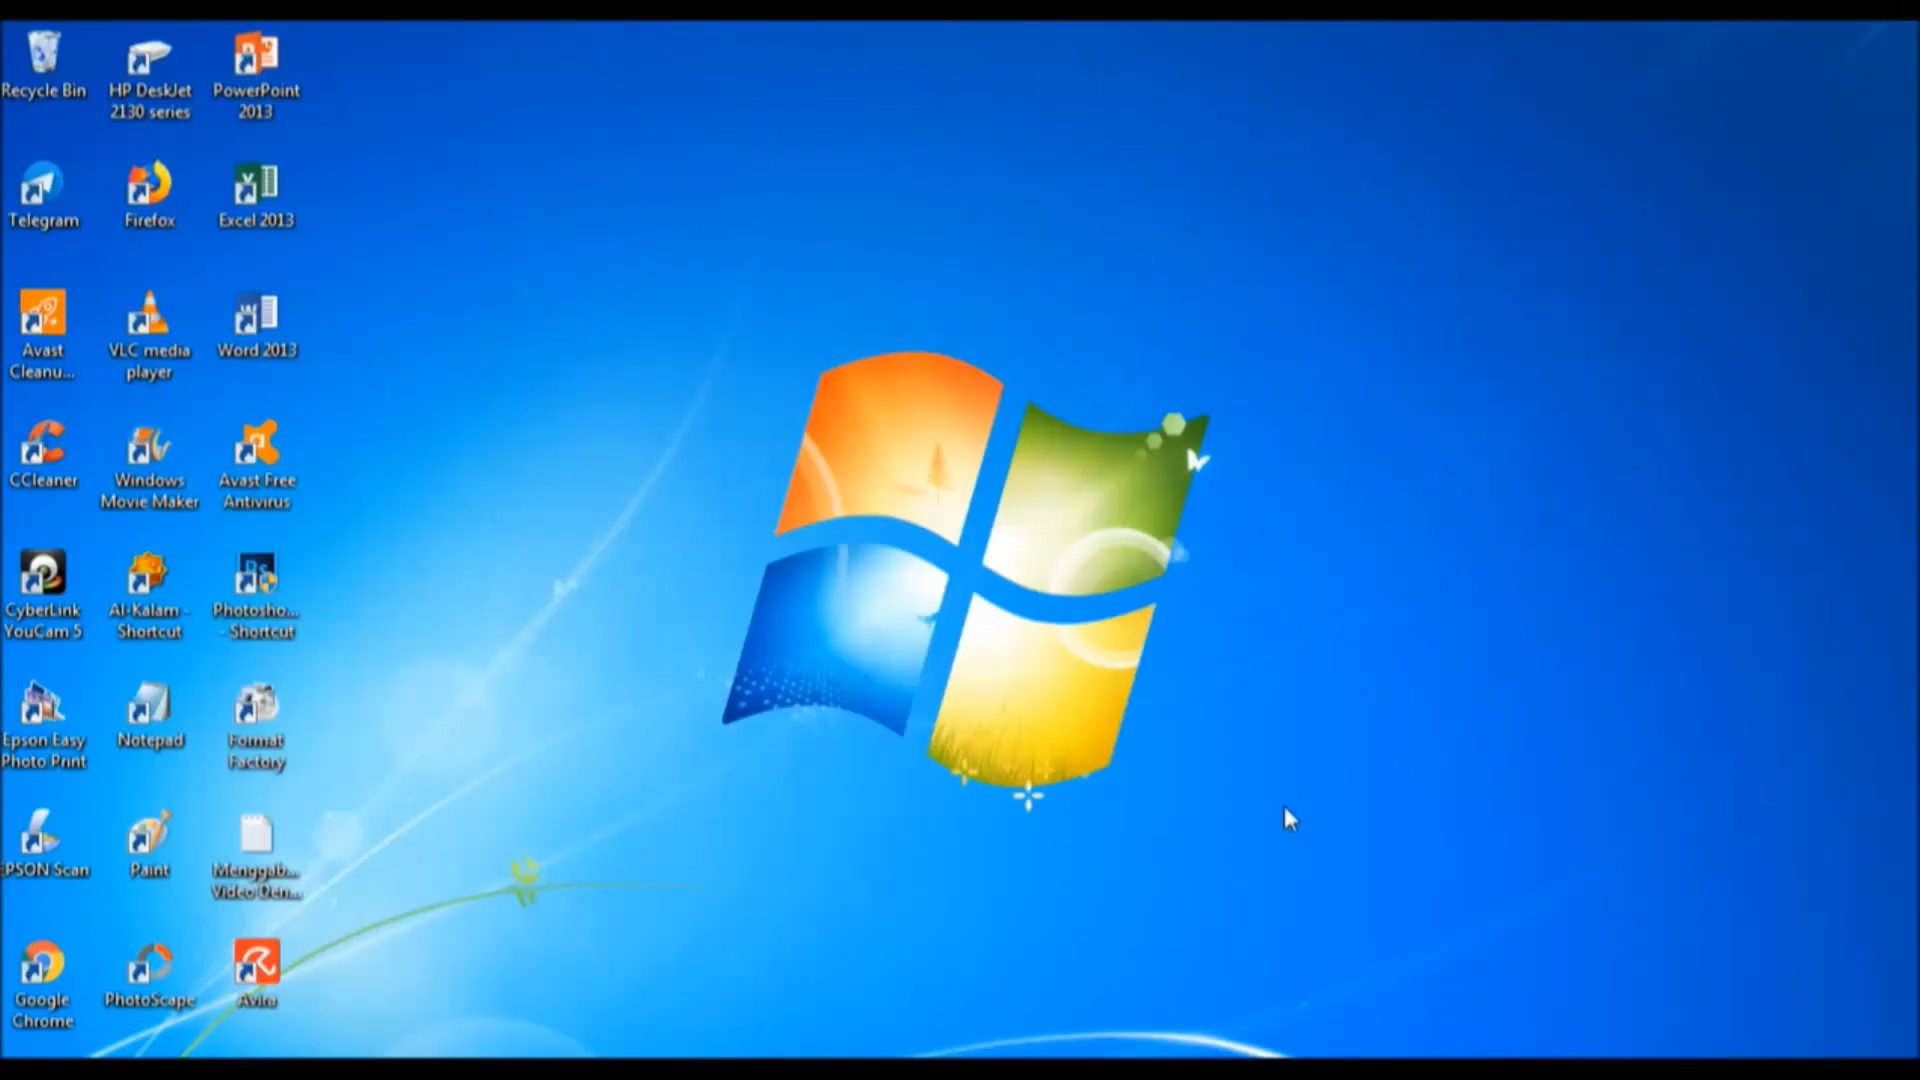 Recycle Bin
HP DeskJet
2130 series
PowerPoint
2013
Telegram
Firefox
Excel 2013
Avast
Cleanu...
VLC media
player
Word 2013
CCleaner
Windows
Movie Maker
Avast Free
Antivirus
CyberLink
YouCam 5
Al-Kalam -
Shortcut
Photosho...
- Shortcut
Epson Easy
Photo Print
Notepad
Format
Factory
EPSON Scan
Paint
Menggab...
Video Den...
Google
Chrome
PhotoScape
Avira